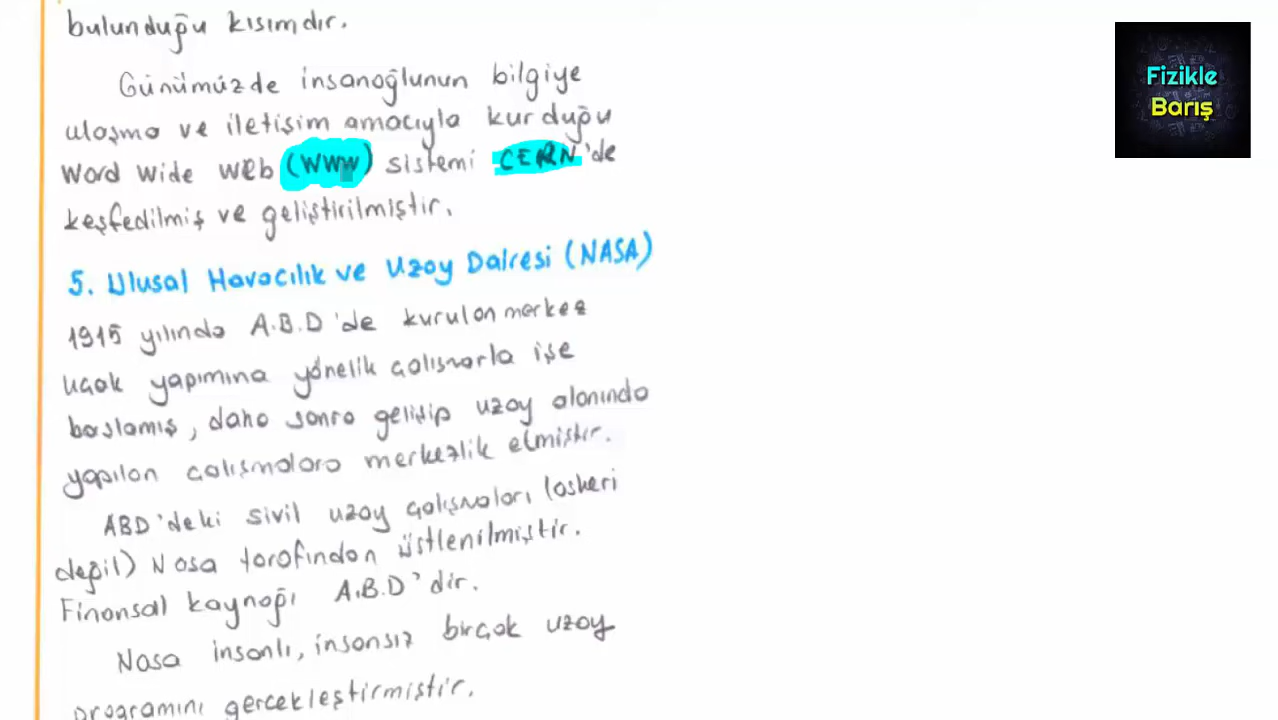 bulunduğu kısımdır.
Günümüzde insanoğlunun bilgiye
ulaşma ve iletişim amacıyla kurduğu
Word Wide Web (WWW) sistemi CERN'de
keşfedilmiş ve geliştirilmiştir.
5. Ulusal Havacılık ve Uzay Dairesi (NASA)
1915 yılında A.B.D 'de kurulan merkez
uçak yapımına yönelik çalışmarla işe
başlamış, daha sonra gelişip uzay alanında
yapılan çalışmalara merkezlik etmiştir.
ABD'deki sivil uzay çalışmaları (askeri
değil) Nasa tarafından üstlenilmiştir.
Finansal kaynağı A.B.D'dir.
Nasa insanlı, insansız birçok uzay
programını gerçekleştirmiştir.
Fizikle
Barış